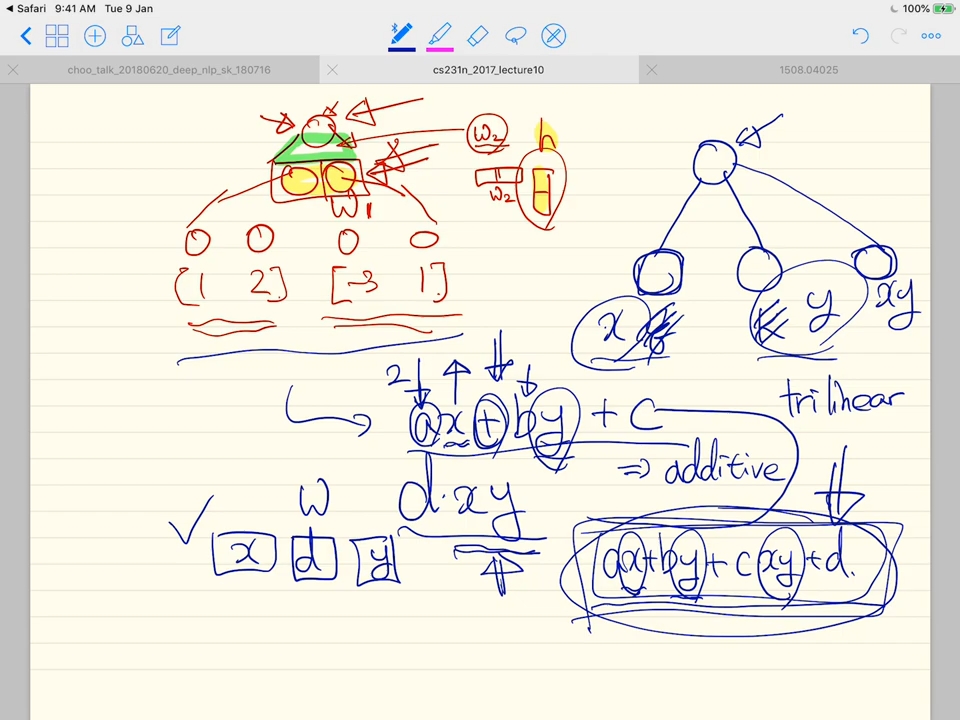 Safari 9:41 AM Tue 9 Jan 100%
choo_talk_20180620_deep_nlp_sk_180716 cs231n_2017_lecture10 1508.04025
W2 h
W2
W1
[1 2] [-3 1]
x y xy
2
ax + by + C
trilinear
⇒ additive
W d·xy
x d y
ax+by+cxy+d.